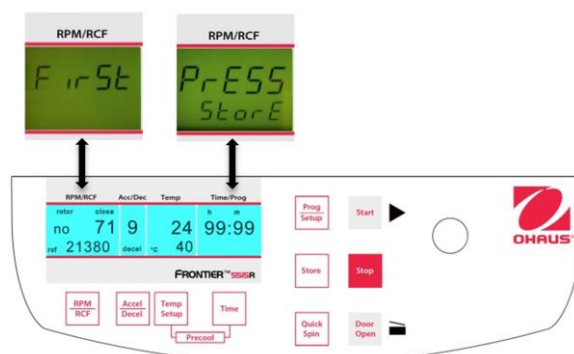 RPM/RCF
RPM/RCF
FirSt
PrESS
StorE
RPM/RCF Acc/Dec Temp Time/Prog
rotor close h m
no 71 9 24 99:99
rcf 21380 decel °C 40
FRONTIER™ 5515R
RPM/RCF
Accel/Decel
Temp Setup
Time
Precool
Prog/Setup
Start
Store
Stop
Quick Spin
Door Open
OHAUS®